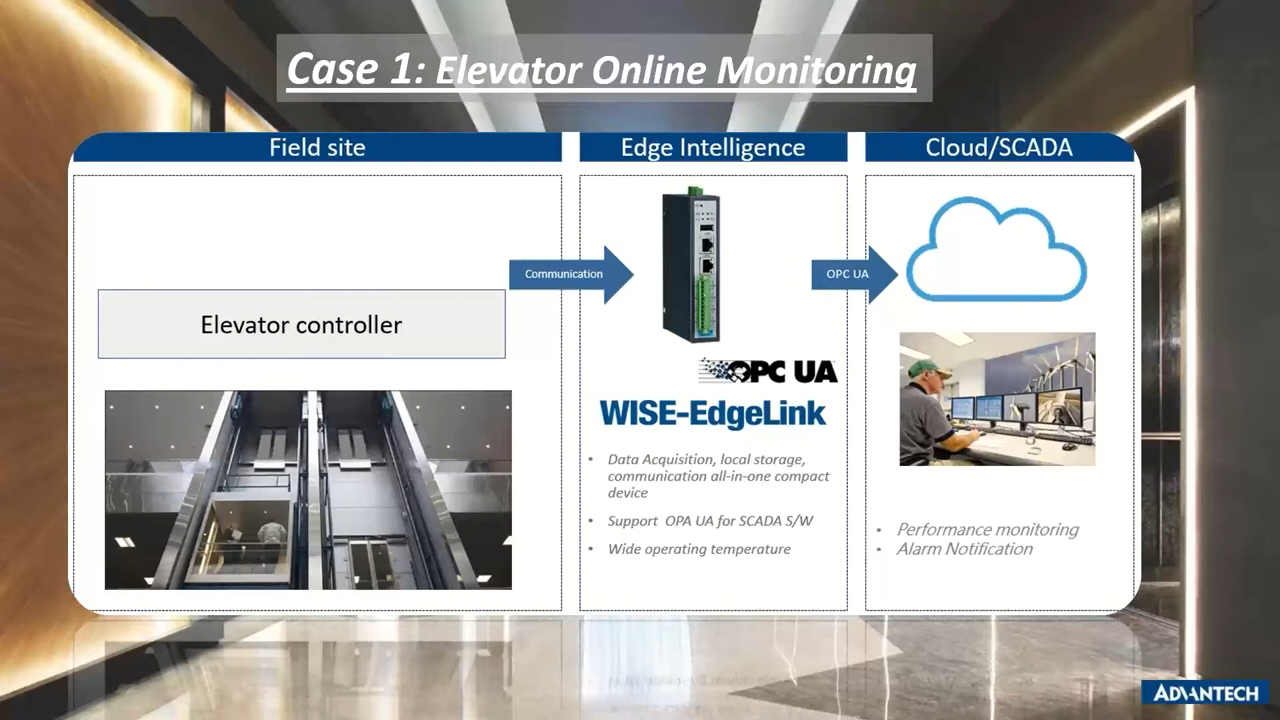 Case 1: Elevator Online Monitoring
Field site
Edge Intelligence
Cloud/SCADA
Communication
OPC UA
Elevator controller
OPC UA
WISE-EdgeLink
• Data Acquisition, local storage,
communication all-in-one compact
device
• Support OPA UA for SCADA S/W
• Wide operating temperature
• Performance monitoring
• Alarm Notification
ADVANTECH